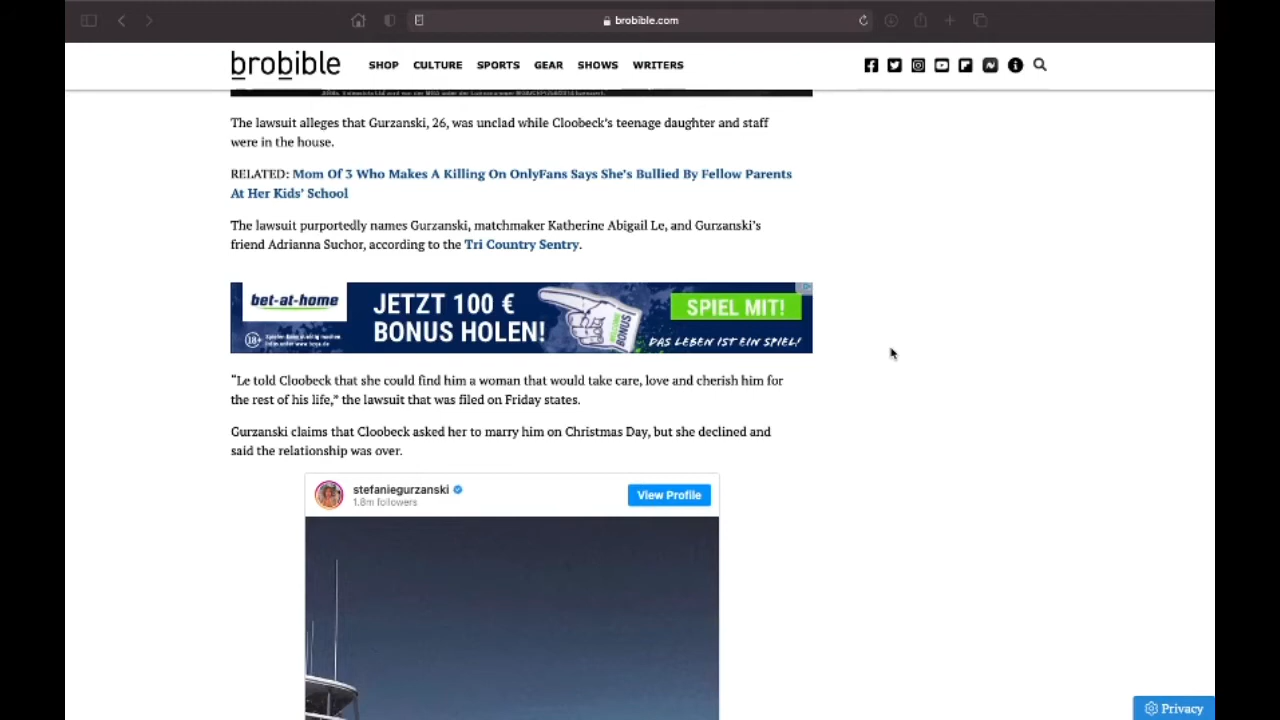 brobible.com
brobible SHOP CULTURE SPORTS GEAR SHOWS WRITERS
The lawsuit alleges that Gurzanski, 26, was unclad while Cloobeck's teenage daughter and staff
were in the house.
RELATED: Mom Of 3 Who Makes A Killing On OnlyFans Says She's Bullied By Fellow Parents
At Her Kids' School
The lawsuit purportedly names Gurzanski, matchmaker Katherine Abigail Le, and Gurzanski's
friend Adrianna Suchor, according to the Tri Country Sentry.
bet-at-home
18+
JETZT 100 €
BONUS HOLEN!
WELCOME BONUS
SPIEL MIT!
DAS LEBEN IST EIN SPIEL!
“Le told Cloobeck that she could find him a woman that would take care, love and cherish him for
the rest of his life,” the lawsuit that was filed on Friday states.
Gurzanski claims that Cloobeck asked her to marry him on Christmas Day, but she declined and
said the relationship was over.
stefaniegurzanski
1.8m followers
View Profile
Privacy